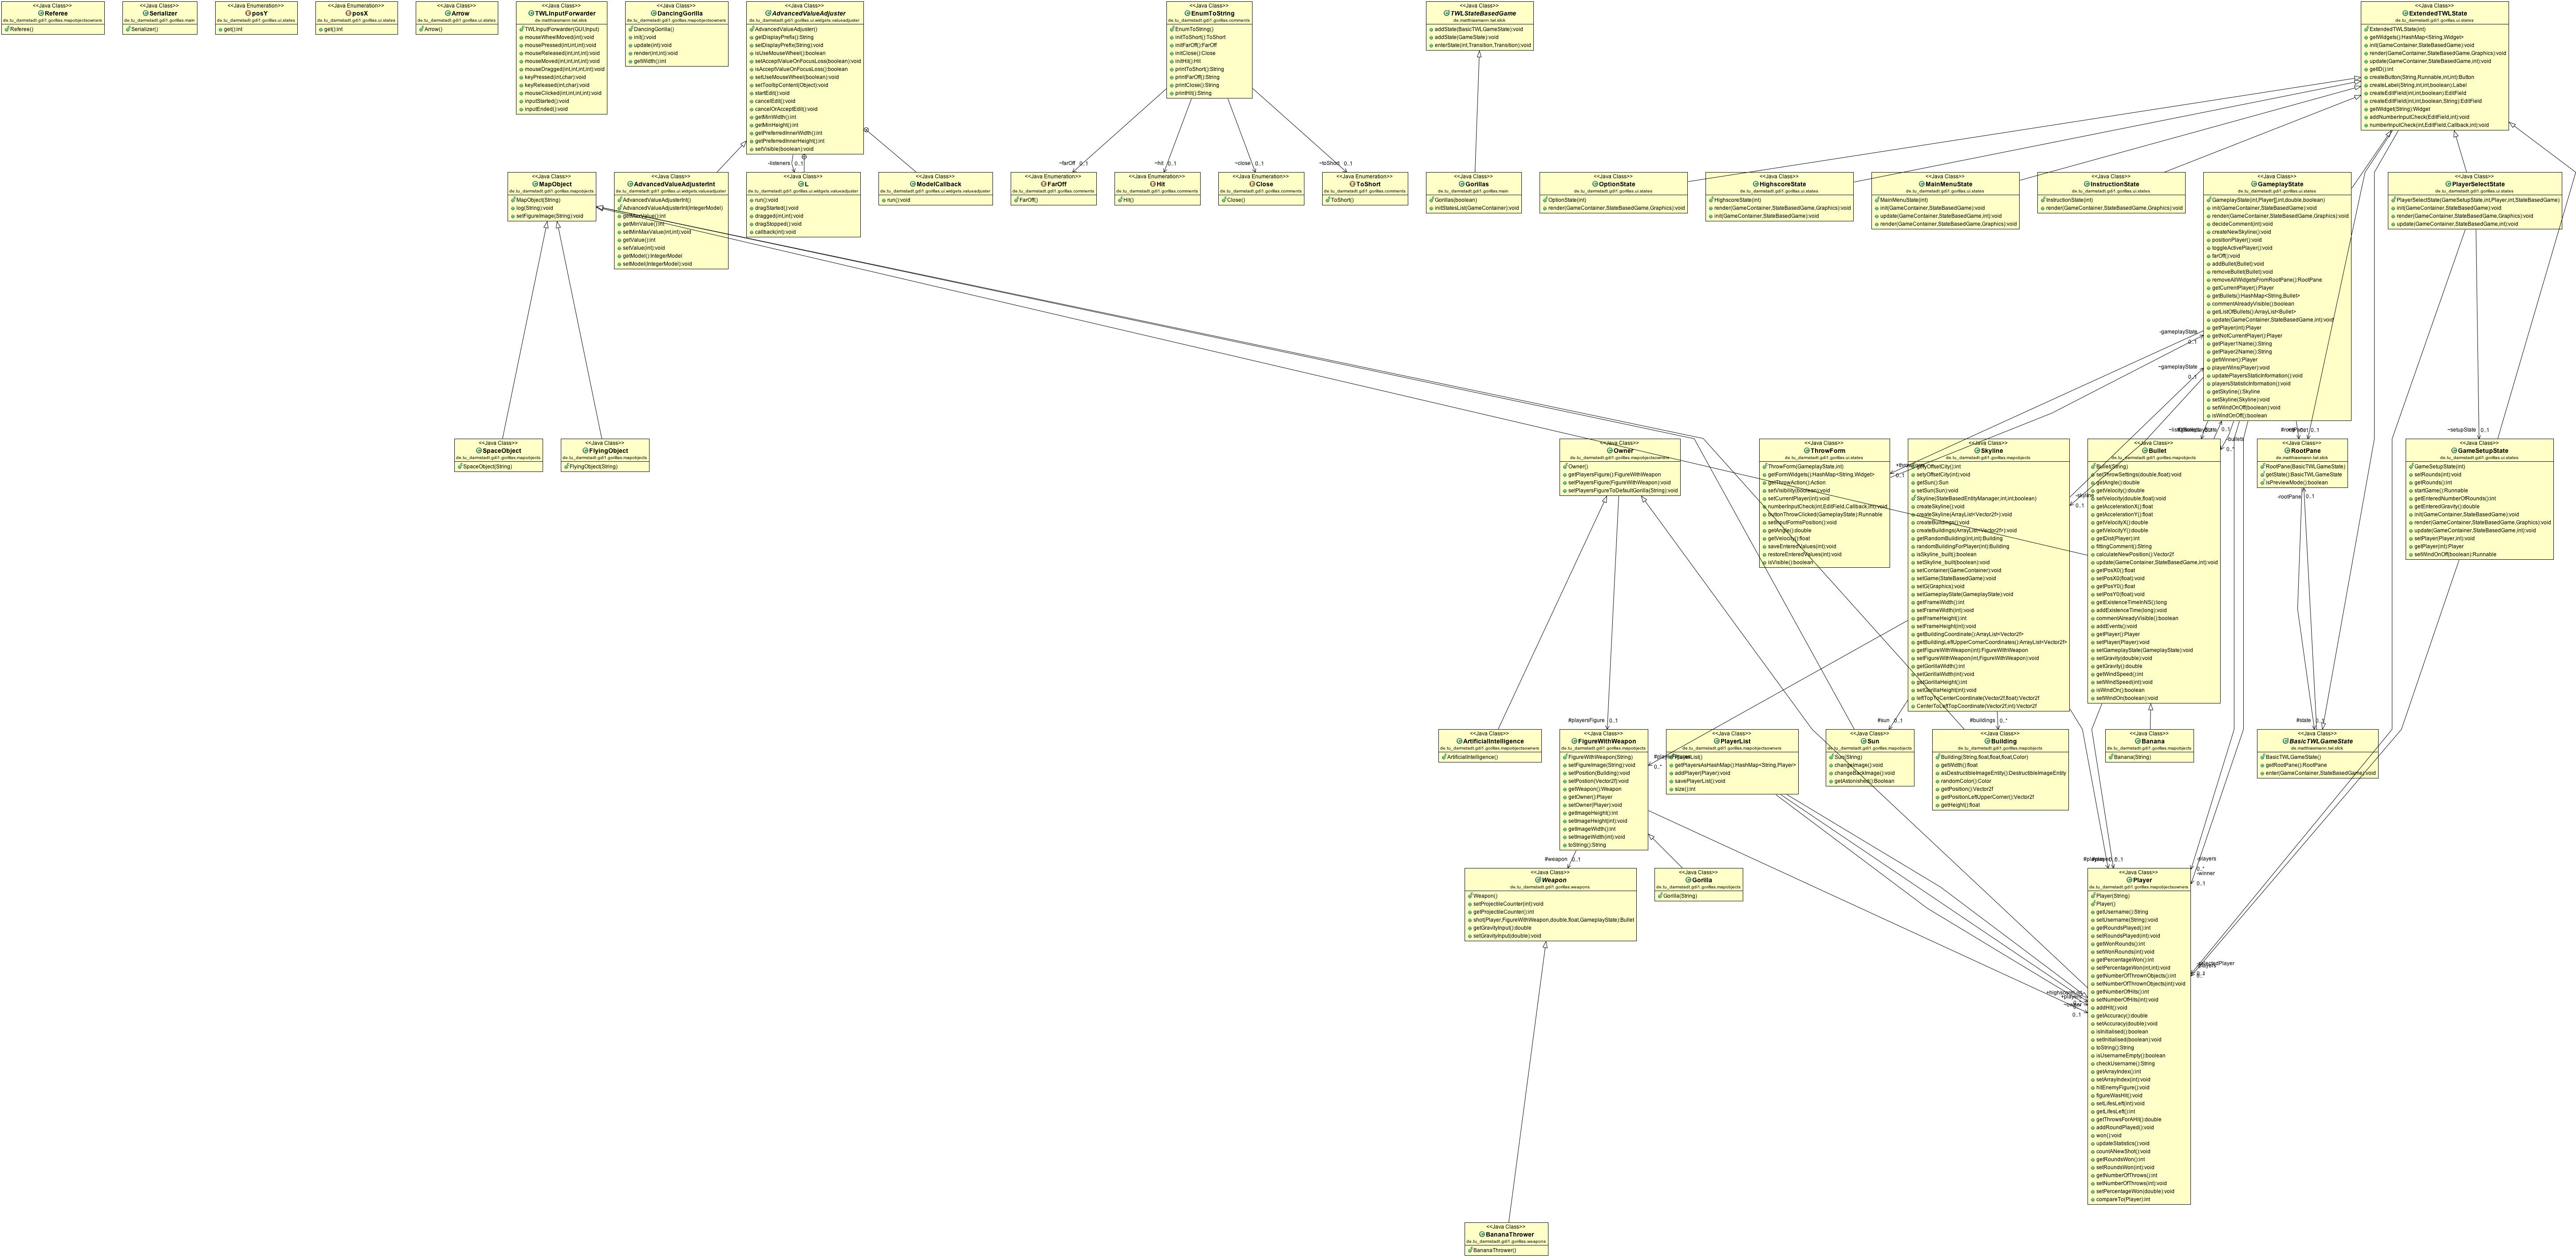 <<Java Class>>
Referee
de.tu_darmstadt.gdi1.gorillas.mapobjectsowners
Referee()
<<Java Class>>
Serializer
de.tu_darmstadt.gdi1.gorillas.main
Serializer()
<<Java Enumeration>>
posY
de.tu_darmstadt.gdi1.gorillas.ui.states
get():int
<<Java Enumeration>>
posX
de.tu_darmstadt.gdi1.gorillas.ui.states
get():int
<<Java Class>>
Arrow
de.tu_darmstadt.gdi1.gorillas.ui.states
Arrow()
<<Java Class>>
TWLInputForwarder
de.matthiasmann.twl.slick
TWLInputForwarder(GUI,Input)
mouseWheelMoved(int):void
mousePressed(int,int,int):void
mouseReleased(int,int,int):void
mouseMoved(int,int,int,int):void
mouseDragged(int,int,int,int):void
keyPressed(int,char):void
keyReleased(int,char):void
mouseClicked(int,int,int,int):void
inputStarted():void
inputEnded():void
<<Java Class>>
DancingGorilla
de.tu_darmstadt.gdi1.gorillas.mapobjectsowners
DancingGorilla()
init():void
update(int):void
render(int,int):void
getWidth():int
<<Java Class>>
AdvancedValueAdjuster
de.tu_darmstadt.gdi1.gorillas.ui.widgets.valueadjuster
AdvancedValueAdjuster()
getDisplayPrefix():String
setDisplayPrefix(String):void
isUseMouseWheel():boolean
setAcceptValueOnFocusLoss(boolean):void
isAcceptValueOnFocusLoss():boolean
setUseMouseWheel(boolean):void
setTooltipContent(Object):void
startEdit():void
cancelEdit():void
cancelOrAcceptEdit():void
getMinWidth():int
getMinHeight():int
getPreferredInnerWidth():int
getPreferredInnerHeight():int
setVisible(boolean):void
<<Java Class>>
EnumToString
de.tu_darmstadt.gdi1.gorillas.comments
EnumToString()
initToShort():ToShort
initFarOff():FarOff
initClose():Close
initHit():Hit
printToShort():String
printFarOff():String
printClose():String
printHit():String
<<Java Class>>
TWLStateBasedGame
de.matthiasmann.twl.slick
addState(BasicTWLGameState):void
addState(GameState):void
enterState(int,Transition,Transition):void
<<Java Class>>
ExtendedTWLState
de.tu_darmstadt.gdi1.gorillas.ui.states
ExtendedTWLState(int)
getWidgets():HashMap<String,Widget>
init(GameContainer,StateBasedGame):void
render(GameContainer,StateBasedGame,Graphics):void
update(GameContainer,StateBasedGame,int):void
getID():int
createButton(String,Runnable,int,int):Button
createLabel(String,int,int,boolean):Label
createEditField(int,int,boolean):EditField
createEditField(int,int,boolean,String):EditField
getWidget(String):Widget
addNumberInputCheck(EditField,int):void
numberInputCheck(int,EditField,Callback,int):void
-listeners 0..1
~farOff 0..1
~hit 0..1
~close 0..1
~toShort 0..1
<<Java Class>>
MapObject
de.tu_darmstadt.gdi1.gorillas.mapobjects
MapObject(String)
log(String):void
setFigureImage(String):void
<<Java Class>>
AdvancedValueAdjusterInt
de.tu_darmstadt.gdi1.gorillas.ui.widgets.valueadjuster
AdvancedValueAdjusterInt()
AdvancedValueAdjusterInt(IntegerModel)
getMaxValue():int
getMinValue():int
setMinMaxValue(int,int):void
getValue():int
setValue(int):void
getModel():IntegerModel
setModel(IntegerModel):void
<<Java Class>>
L
de.tu_darmstadt.gdi1.gorillas.ui.widgets.valueadjuster
run():void
dragStarted():void
dragged(int,int):void
dragStopped():void
callback(int):void
<<Java Class>>
ModelCallback
de.tu_darmstadt.gdi1.gorillas.ui.widgets.valueadjuster
run():void
<<Java Enumeration>>
FarOff
de.tu_darmstadt.gdi1.gorillas.comments
FarOff()
<<Java Enumeration>>
Hit
de.tu_darmstadt.gdi1.gorillas.comments
Hit()
<<Java Enumeration>>
Close
de.tu_darmstadt.gdi1.gorillas.comments
Close()
<<Java Enumeration>>
ToShort
de.tu_darmstadt.gdi1.gorillas.comments
ToShort()
<<Java Class>>
Gorillas
de.tu_darmstadt.gdi1.gorillas.main
Gorillas(boolean)
initStatesList(GameContainer):void
<<Java Class>>
OptionState
de.tu_darmstadt.gdi1.gorillas.ui.states
OptionState(int)
render(GameContainer,StateBasedGame,Graphics):void
<<Java Class>>
HighscoreState
de.tu_darmstadt.gdi1.gorillas.ui.states
HighscoreState(int)
render(GameContainer,StateBasedGame,Graphics):void
init(GameContainer,StateBasedGame):void
<<Java Class>>
MainMenuState
de.tu_darmstadt.gdi1.gorillas.ui.states
MainMenuState(int)
init(GameContainer,StateBasedGame):void
update(GameContainer,StateBasedGame,int):void
render(GameContainer,StateBasedGame,Graphics):void
<<Java Class>>
InstructionState
de.tu_darmstadt.gdi1.gorillas.ui.states
InstructionState(int)
render(GameContainer,StateBasedGame,Graphics):void
<<Java Class>>
GameplayState
de.tu_darmstadt.gdi1.gorillas.ui.states
GameplayState(int,Player[],int,double,boolean)
init(GameContainer,StateBasedGame):void
render(GameContainer,StateBasedGame,Graphics):void
decideComment(int):void
createNewSkyline():void
positionPlayer():void
toggleActivePlayer():void
farOff():void
addBullet(Bullet):void
removeBullet(Bullet):void
removeAllWidgetsFromRootPane():RootPane
getCurrentPlayer():Player
getBullets():HashMap<String,Bullet>
commentAlreadyVisible():boolean
getListOfBullets():ArrayList<Bullet>
update(GameContainer,StateBasedGame,int):void
getPlayer(int):Player
getNotCurrentPlayer():Player
getPlayer1Name():String
getPlayer2Name():String
getWinner():Player
playerWins(Player):void
updatePlayersStaticInformation():void
playersStatisticInformation():void
getSkyline():Skyline
setSkyline(Skyline):void
setWindOnOff(boolean):void
isWindOnOff():boolean
<<Java Class>>
PlayerSelectState
de.tu_darmstadt.gdi1.gorillas.ui.states
PlayerSelectState(GameSetupState,int,Player,int,StateBasedGame)
init(GameContainer,StateBasedGame):void
render(GameContainer,StateBasedGame,Graphics):void
update(GameContainer,StateBasedGame,int):void
-gameplayState
0..1
~gameplayState
0..1
-bullets
0..*
~setupState 0..1
<<Java Class>>
SpaceObject
de.tu_darmstadt.gdi1.gorillas.mapobjects
SpaceObject(String)
<<Java Class>>
FlyingObject
de.tu_darmstadt.gdi1.gorillas.mapobjects
FlyingObject(String)
<<Java Class>>
Owner
de.tu_darmstadt.gdi1.gorillas.mapobjectsowners
Owner()
getPlayersFigure():FigureWithWeapon
setPlayersFigure(FigureWithWeapon):void
setPlayersFigureToDefaultGorilla(String):void
<<Java Class>>
ThrowForm
de.tu_darmstadt.gdi1.gorillas.ui.states
ThrowForm(GameplayState,int)
getFormWidgets():HashMap<String,Widget>
getThrowAction():Action
setVisibility(boolean):void
setCurrentPlayer(int):void
numberInputCheck(int,EditField,Callback,int):void
buttonThrowClicked(GameplayState):Runnable
setInputFormsPosition():void
getAngle():double
getVelocity():float
saveEnteredValues(int):void
restoreEnteredValues(int):void
isVisible():boolean
0..1
<<Java Class>>
Skyline
de.tu_darmstadt.gdi1.gorillas.mapobjects
getyOffsetCity():int
setyOffsetCity(int):void
getSun():Sun
setSun(Sun):void
Skyline(StateBasedEntityManager,int,int,boolean)
createSkyline():void
createSkyline(ArrayList<Vector2f>):void
createBuildings():void
createBuildings(ArrayList<Vector2f>):void
getRandomBuilding(int,int):Building
randomBuildingForPlayer(int):Building
isSkyline_built():boolean
setSkyline_built(boolean):void
setContainer(GameContainer):void
setGame(StateBasedGame):void
setG(Graphics):void
setGameplayState(GameplayState):void
getFrameWidth():int
setFrameWidth(int):void
getFrameHeight():int
setFrameHeight(int):void
getBuildingCoordinate():ArrayList<Vector2f>
getBuildingLeftUpperCornerCoordinates():ArrayList<Vector2f>
getFigureWithWeapon(int):FigureWithWeapon
setFigureWithWeapon(int,FigureWithWeapon):void
getGorillaWidth():int
setGorillaWidth(int):void
getGorillaHeight():int
setGorillaHeight(int):void
leftTopToCenterCoordinate(Vector2f,float):Vector2f
CenterToLeftTopCoordinate(Vector2f,int):Vector2f
-skyline
0..1
<<Java Class>>
Bullet
de.tu_darmstadt.gdi1.gorillas.mapobjects
Bullet(String)
setThrowSettings(double,float):void
getAngle():double
getVelocity():double
setVelocity(double,float):void
getAccelerationX():float
getAccelerationY():float
getVelocityX():double
getVelocityY():double
getDist(Player):int
fittingComment():String
calculateNewPosition():Vector2f
update(GameContainer,StateBasedGame,int):void
getPosX0():float
setPosX0(float):void
getPosY0():float
setPosY0(float):void
getExistenceTimeInNS():long
addExistenceTime(long):void
commentAlreadyVisible():boolean
addEvents():void
getPlayer():Player
setPlayer(Player):void
setGameplayState(GameplayState):void
setGravity(double):void
getGravity():double
getWindSpeed():int
setWindSpeed(int):void
isWindOn():boolean
setWindOn(boolean):void
<<Java Class>>
RootPane
de.matthiasmann.twl.slick
RootPane(BasicTWLGameState)
getState():BasicTWLGameState
isPreviewMode():boolean
-rootPane 0..1
<<Java Class>>
GameSetupState
de.tu_darmstadt.gdi1.gorillas.ui.states
GameSetupState(int)
setRounds(int):void
getRounds():int
startGame():Runnable
getEnteredNumberOfRounds():int
getEnteredGravity():double
init(GameContainer,StateBasedGame):void
render(GameContainer,StateBasedGame,Graphics):void
update(GameContainer,StateBasedGame,int):void
setPlayer(Player,int):void
getPlayer(int):Player
setWindOnOff(boolean):Runnable
#playersFigure 0..1
#sun 0..1
#buildings 0..*
#state 0..1
<<Java Class>>
ArtificialIntelligence
de.tu_darmstadt.gdi1.gorillas.mapobjectsowners
ArtificialIntelligence()
<<Java Class>>
FigureWithWeapon
de.tu_darmstadt.gdi1.gorillas.mapobjects
FigureWithWeapon(String)
setFigureImage(String):void
setPosition(Building):void
setPostion(Vector2f):void
getWeapon():Weapon
getOwner():Player
setOwner(Player):void
getImageHeight():int
setImageHeight(int):void
getImageWidth():int
setImageWidth(int):void
toString():String
0..*
<<Java Class>>
PlayerList
de.tu_darmstadt.gdi1.gorillas.mapobjectsowners
PlayerList()
getPlayersAsHashMap():HashMap<String,Player>
addPlayer(Player):void
savePlayerList():void
size():int
<<Java Class>>
Sun
de.tu_darmstadt.gdi1.gorillas.mapobjects
Sun(String)
changeImage():void
changeBackImage():void
getAstonished():Boolean
<<Java Class>>
Building
de.tu_darmstadt.gdi1.gorillas.mapobjects
Building(String,float,float,float,Color)
getWidth():float
asDestructibleImageEntity():DestructibleImageEntity
randomColor():Color
getPosition():Vector2f
getPositionLeftUpperCorner():Vector2f
getHeight():float
<<Java Class>>
Banana
de.tu_darmstadt.gdi1.gorillas.mapobjects
Banana(String)
<<Java Class>>
BasicTWLGameState
de.matthiasmann.twl.slick
BasicTWLGameState()
getRootPane():RootPane
enter(GameContainer,StateBasedGame):void
#weapon 0..1
<<Java Class>>
Weapon
de.tu_darmstadt.gdi1.gorillas.weapons
Weapon()
setProjectileCounter(int):void
getProjectileCounter():int
shot(Player,FigureWithWeapon,double,float,GameplayState):Bullet
getGravityInput():double
setGravityInput(double):void
<<Java Class>>
Gorilla
de.tu_darmstadt.gdi1.gorillas.mapobjects
Gorilla(String)
-players
0..*
~winner
0..1
<<Java Class>>
Player
de.tu_darmstadt.gdi1.gorillas.mapobjectsowners
Player(String)
Player()
getUsername():String
setUsername(String):void
getRoundsPlayed():int
setRoundsPlayed(int):void
getWonRounds():int
setWonRounds(int):void
getPercentageWon():int
setPercentageWon(int,int):void
getNumberOfThrownObjects():int
setNumberOfThrownObjects(int):void
getNumberOfHits():int
setNumberOfHits(int):void
addHit():void
getAccuracy():double
setAccuracy(double):void
isInitialised():boolean
setInitialised(boolean):void
toString():String
isUsernameEmpty():boolean
checkUsername():String
getArrayIndex():int
setArrayIndex(int):void
hitEnemyFigure():void
figureWasHit():void
setLifesLeft(int):void
getLifesLeft():int
getThrowsForAHit():double
addRoundPlayed():void
won():void
updateStatistics():void
countANewShot():void
getRoundsWon():int
setRoundsWon(int):void
getNumberOfThrows():int
setNumberOfThrows(int):void
setPercentageWon(double):void
compareTo(Player):int
0..1
<<Java Class>>
BananaThrower
de.tu_darmstadt.gdi1.gorillas.weapons
BananaThrower()